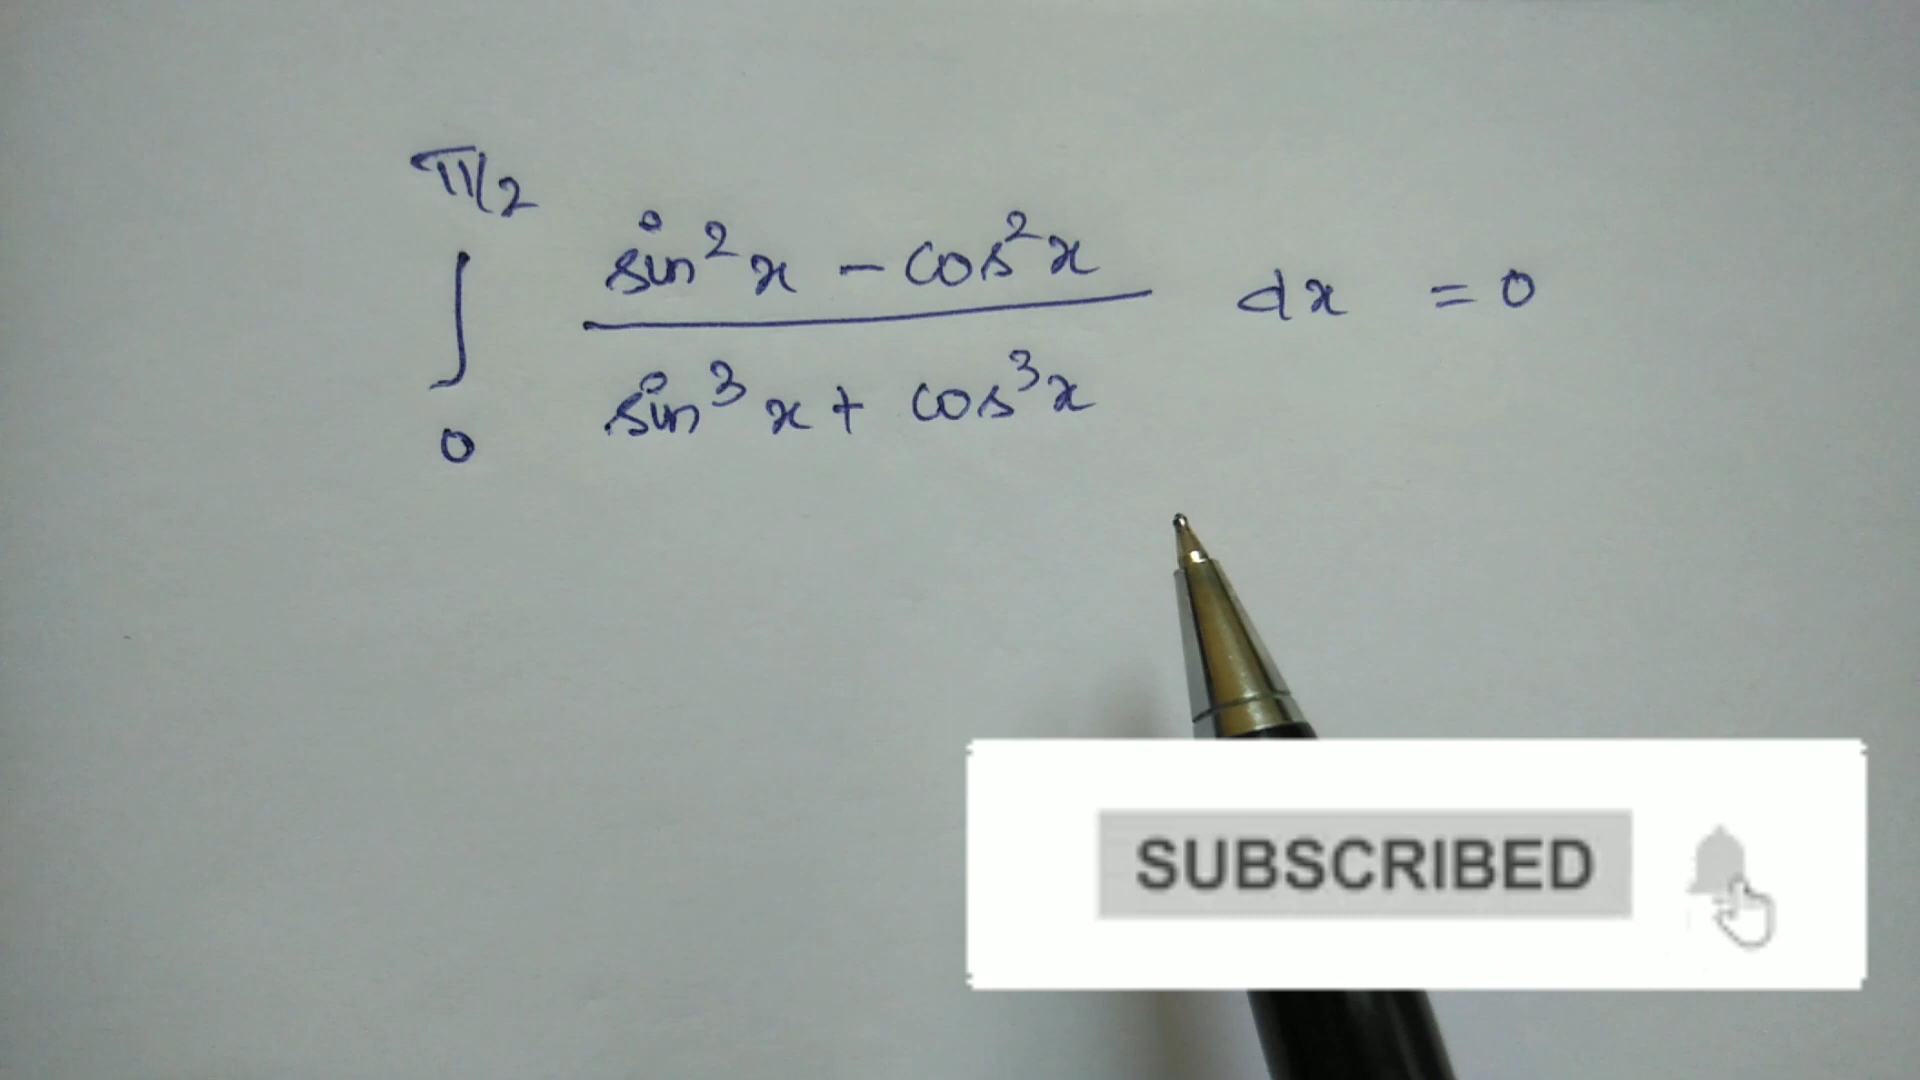 π/2
∫ sin²x − cos²x dx = 0
0 sin³x + cos³x
SUBSCRIBED